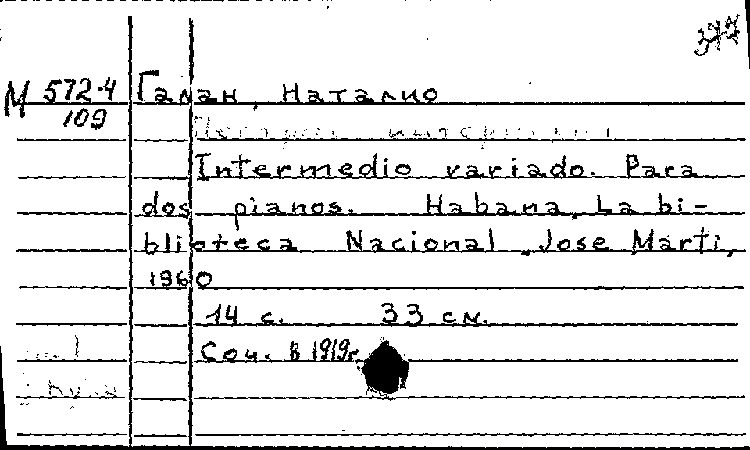 377
М 572-4
109
Галан, Наталио
Intermedio variado. Para
dos pianos. Habana, La bi-
blioteca Nacional „Jose Marti,
1960
14 с. 33 см.
Соч. в 1919г.